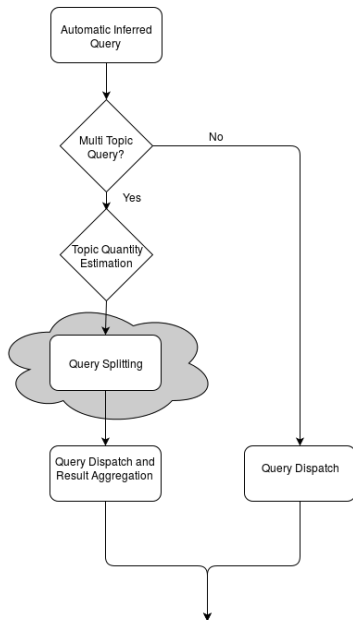 Automatic Inferred
Query
Multi Topic
Query?
No
Yes
Topic Quantity
Estimation
Query Splitting
Query Dispatch and
Result Aggregation
Query Dispatch